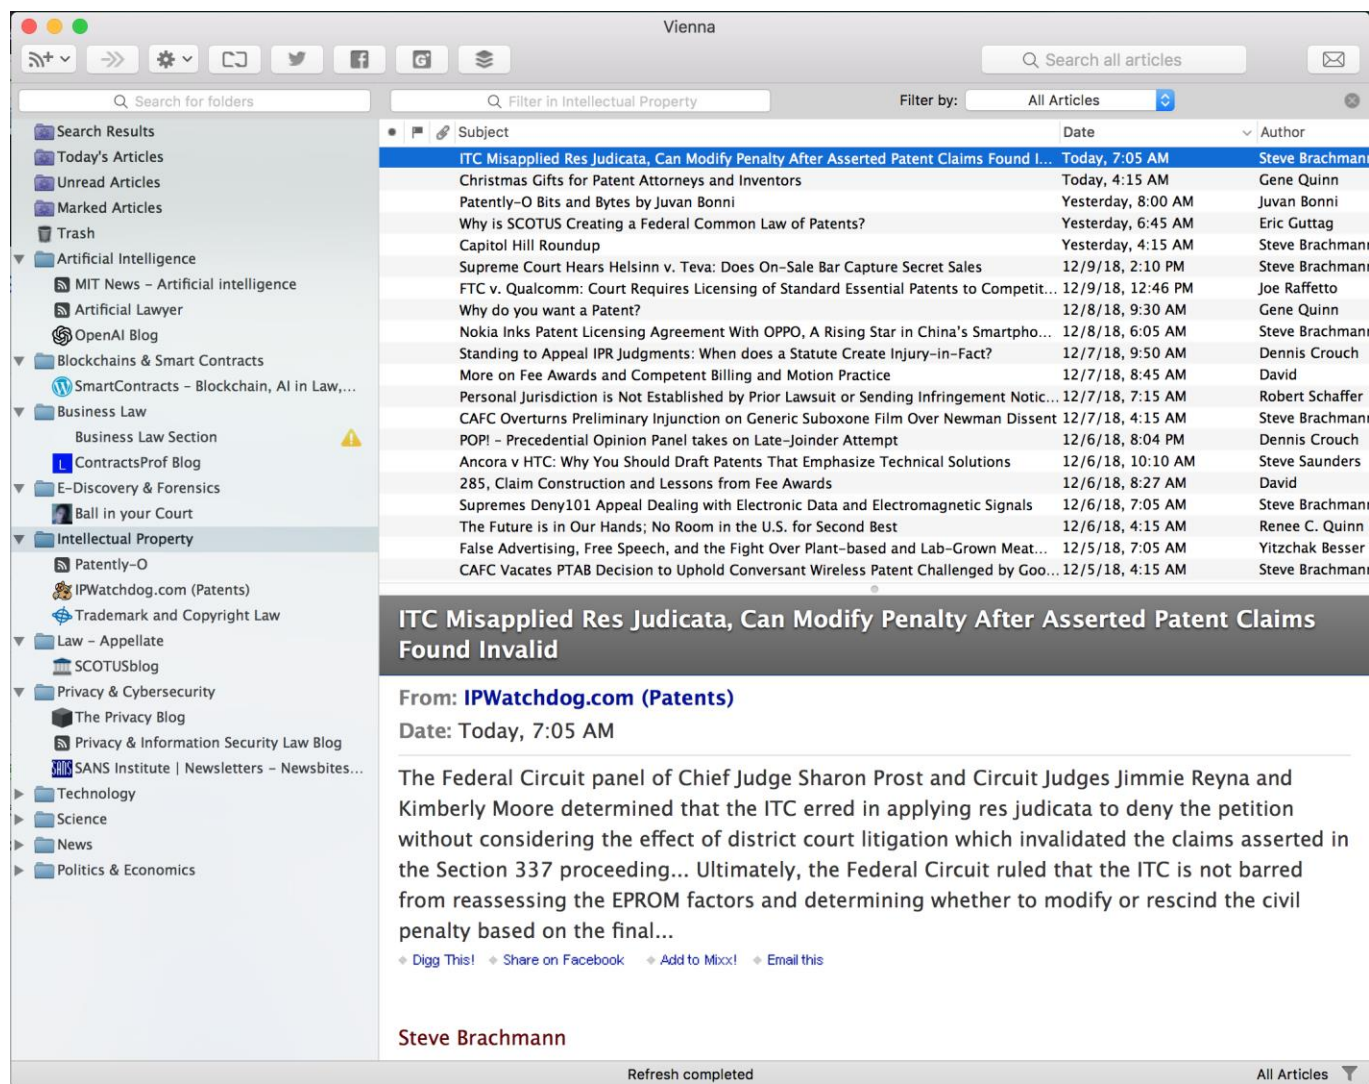 Vienna
Search all articles
Search for folders
Filter in Intellectual Property
Filter by:
All Articles
Search Results
Today's Articles
Unread Articles
Marked Articles
Trash
Artificial Intelligence
MIT News – Artificial intelligence
Artificial Lawyer
OpenAI Blog
Blockchains & Smart Contracts
SmartContracts – Blockchain, AI in Law,...
Business Law
Business Law Section
L ContractsProf Blog
E-Discovery & Forensics
Ball in your Court
Intellectual Property
Patently-O
IPWatchdog.com (Patents)
Trademark and Copyright Law
Law – Appellate
SCOTUSblog
Privacy & Cybersecurity
The Privacy Blog
Privacy & Information Security Law Blog
SANS SANS Institute | Newsletters – Newsbites...
Technology
Science
News
Politics & Economics
Subject Date Author
ITC Misapplied Res Judicata, Can Modify Penalty After Asserted Patent Claims Found I... Today, 7:05 AM Steve Brachmann
Christmas Gifts for Patent Attorneys and Inventors Today, 4:15 AM Gene Quinn
Patently-O Bits and Bytes by Juvan Bonni Yesterday, 8:00 AM Juvan Bonni
Why is SCOTUS Creating a Federal Common Law of Patents? Yesterday, 6:45 AM Eric Guttag
Capitol Hill Roundup Yesterday, 4:15 AM Steve Brachmann
Supreme Court Hears Helsinn v. Teva: Does On-Sale Bar Capture Secret Sales 12/9/18, 2:10 PM Steve Brachmann
FTC v. Qualcomm: Court Requires Licensing of Standard Essential Patents to Competit... 12/9/18, 12:46 PM Joe Raffetto
Why do you want a Patent? 12/8/18, 9:30 AM Gene Quinn
Nokia Inks Patent Licensing Agreement With OPPO, A Rising Star in China's Smartpho... 12/8/18, 6:05 AM Steve Brachmann
Standing to Appeal IPR Judgments: When does a Statute Create Injury-in-Fact? 12/7/18, 9:50 AM Dennis Crouch
More on Fee Awards and Competent Billing and Motion Practice 12/7/18, 8:45 AM David
Personal Jurisdiction is Not Established by Prior Lawsuit or Sending Infringement Notic... 12/7/18, 7:15 AM Robert Schaffer
CAFC Overturns Preliminary Injunction on Generic Suboxone Film Over Newman Dissent 12/7/18, 4:15 AM Steve Brachmann
POP! – Precedential Opinion Panel takes on Late-Joinder Attempt 12/6/18, 8:04 PM Dennis Crouch
Ancora v HTC: Why You Should Draft Patents That Emphasize Technical Solutions 12/6/18, 10:10 AM Steve Saunders
285, Claim Construction and Lessons from Fee Awards 12/6/18, 8:27 AM David
Supremes Deny101 Appeal Dealing with Electronic Data and Electromagnetic Signals 12/6/18, 7:05 AM Steve Brachmann
The Future is in Our Hands; No Room in the U.S. for Second Best 12/6/18, 4:15 AM Renee C. Quinn
False Advertising, Free Speech, and the Fight Over Plant-based and Lab-Grown Meat... 12/5/18, 7:05 AM Yitzchak Besser
CAFC Vacates PTAB Decision to Uphold Conversant Wireless Patent Challenged by Goo... 12/5/18, 4:15 AM Steve Brachmann
ITC Misapplied Res Judicata, Can Modify Penalty After Asserted Patent Claims
Found Invalid
From: IPWatchdog.com (Patents)
Date: Today, 7:05 AM
The Federal Circuit panel of Chief Judge Sharon Prost and Circuit Judges Jimmie Reyna and
Kimberly Moore determined that the ITC erred in applying res judicata to deny the petition
without considering the effect of district court litigation which invalidated the claims asserted in
the Section 337 proceeding... Ultimately, the Federal Circuit ruled that the ITC is not barred
from reassessing the EPROM factors and determining whether to modify or rescind the civil
penalty based on the final...
Digg This! Share on Facebook Add to Mixx! Email this
Steve Brachmann
Refresh completed
All Articles